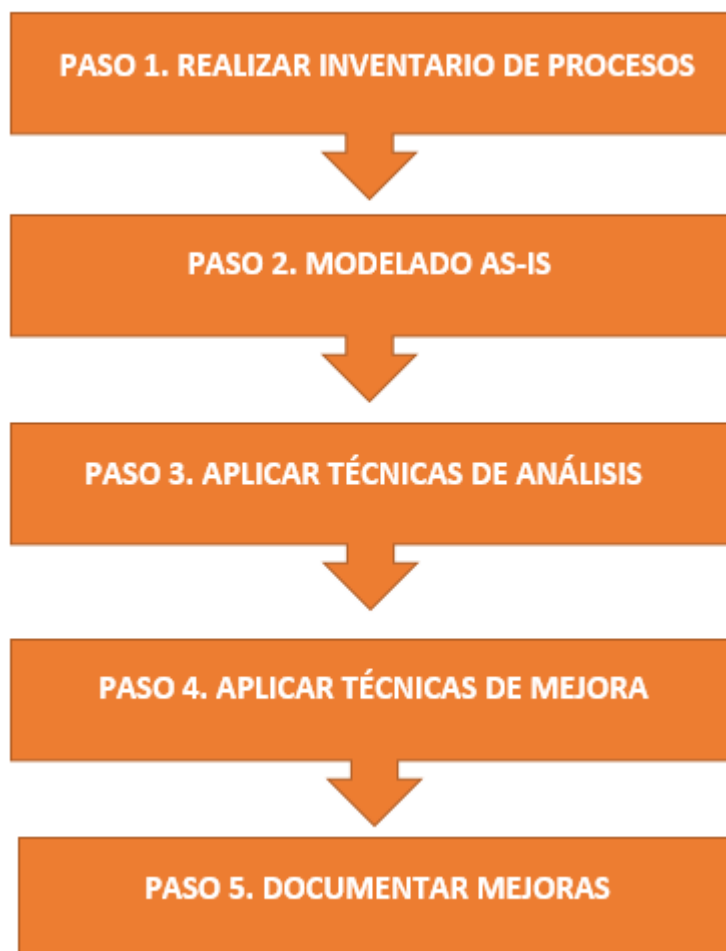 PASO 1. REALIZAR INVENTARIO DE PROCESOS
PASO 2. MODELADO AS-IS
PASO 3. APLICAR TÉCNICAS DE ANÁLISIS
PASO 4. APLICAR TÉCNICAS DE MEJORA
PASO 5. DOCUMENTAR MEJORAS